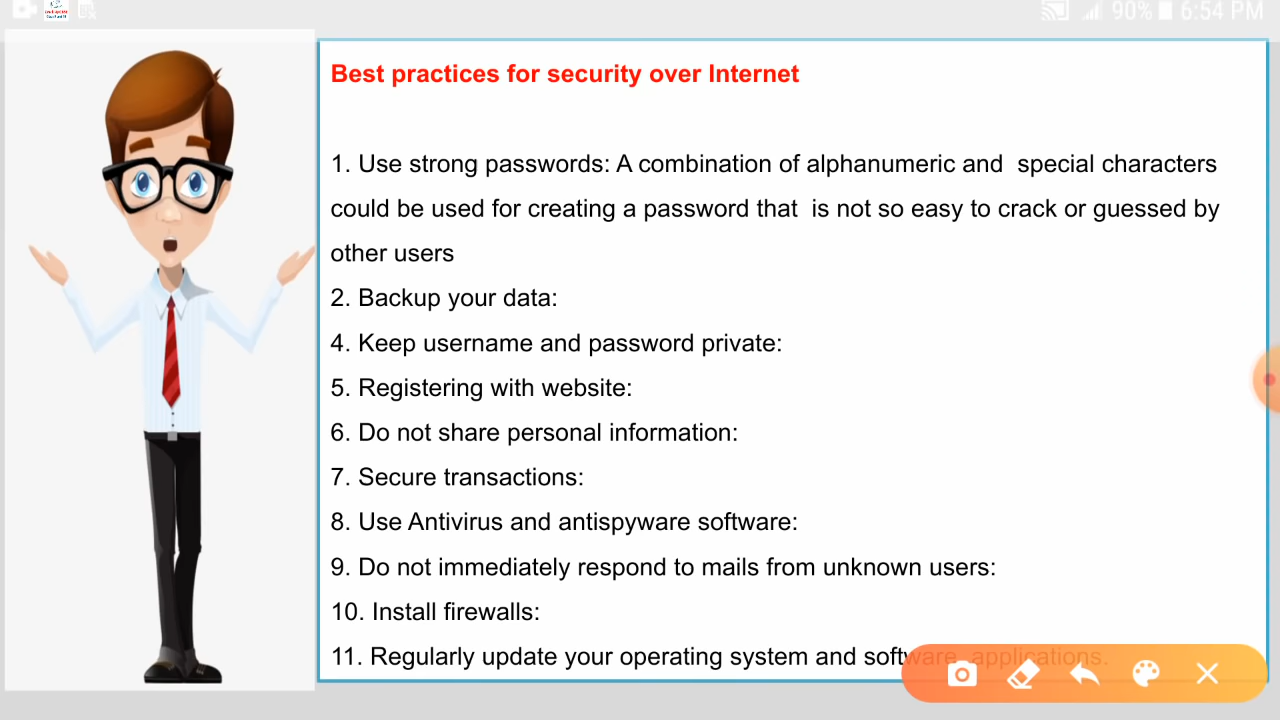 90% 6:54 PM
Best practices for security over Internet
1. Use strong passwords: A combination of alphanumeric and special characters
could be used for creating a password that is not so easy to crack or guessed by
other users
2. Backup your data:
4. Keep username and password private:
5. Registering with website:
6. Do not share personal information:
7. Secure transactions:
8. Use Antivirus and antispyware software:
9. Do not immediately respond to mails from unknown users:
10. Install firewalls:
11. Regularly update your operating system and software applications.